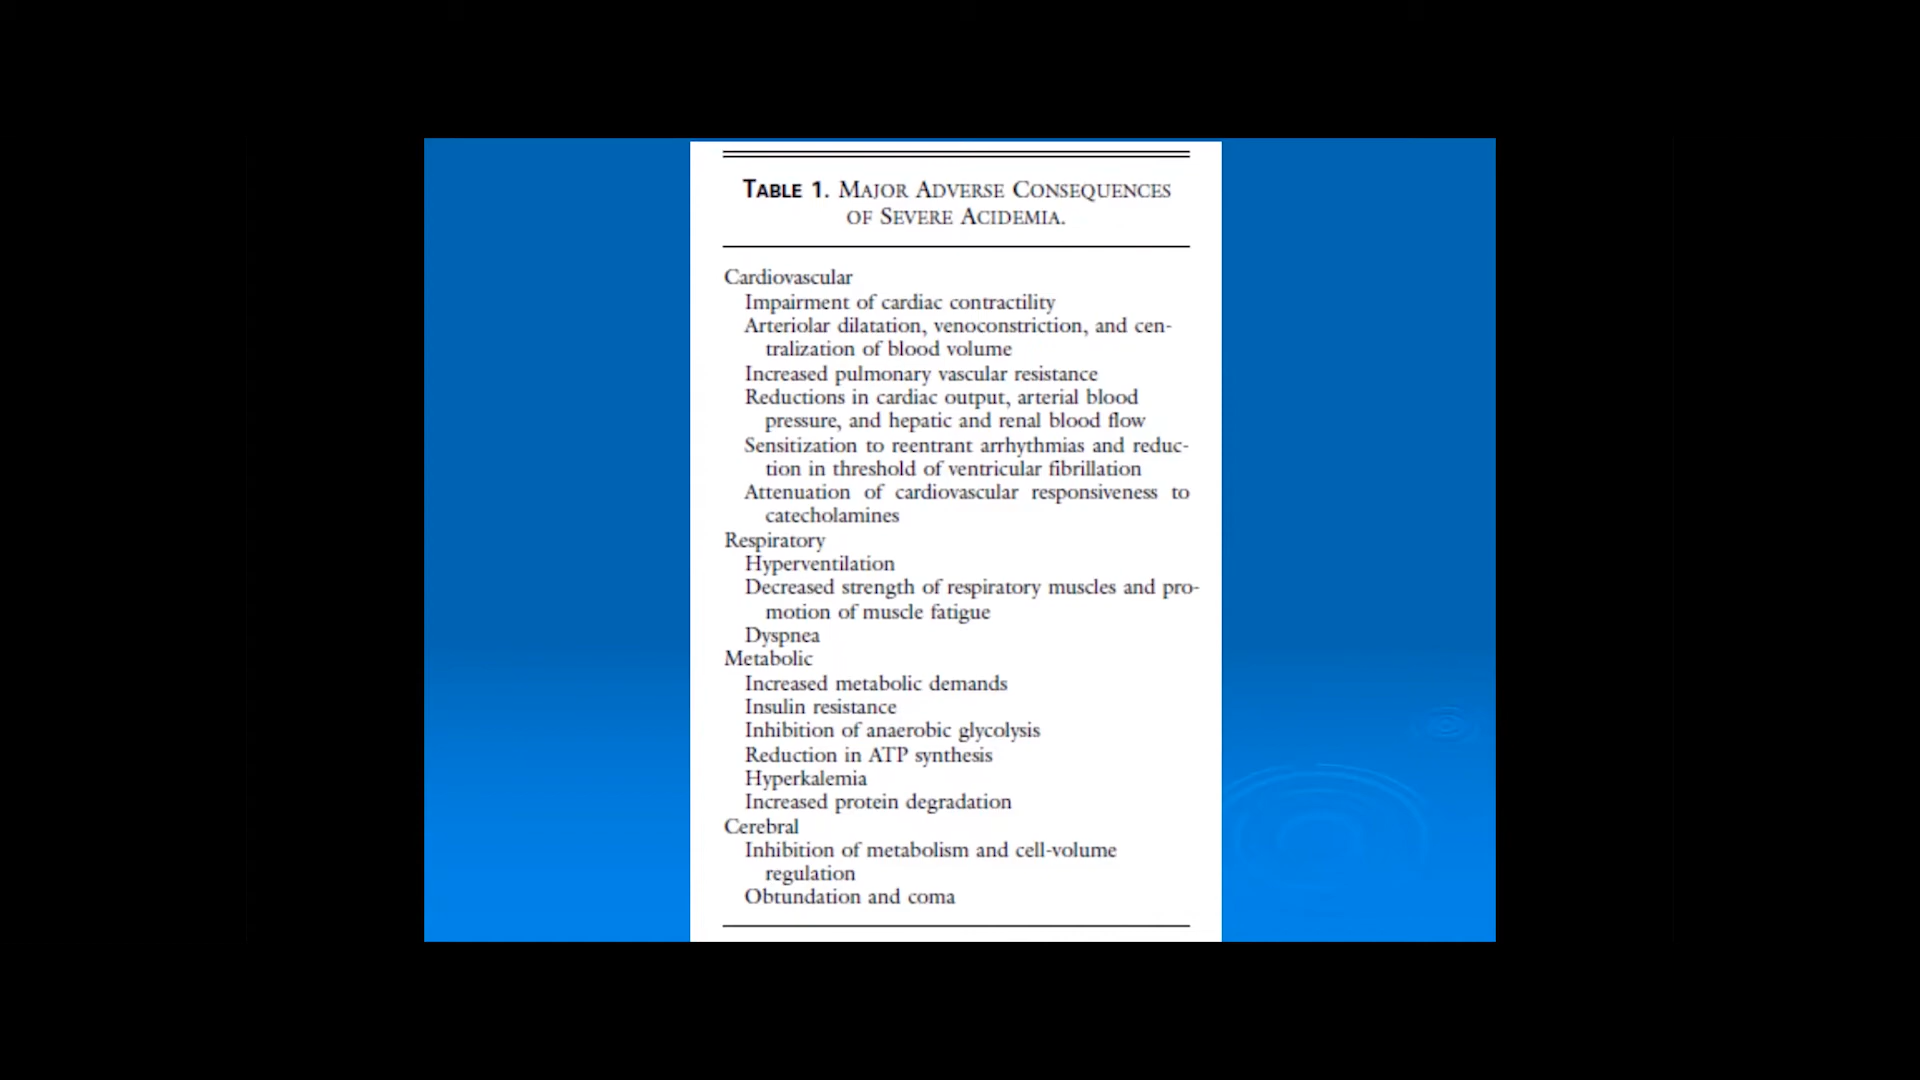 TABLE 1. MAJOR ADVERSE CONSEQUENCES
OF SEVERE ACIDEMIA.
Cardiovascular
Impairment of cardiac contractility
Arteriolar dilatation, venoconstriction, and cen-
tralization of blood volume
Increased pulmonary vascular resistance
Reductions in cardiac output, arterial blood
pressure, and hepatic and renal blood flow
Sensitization to reentrant arrhythmias and reduc-
tion in threshold of ventricular fibrillation
Attenuation of cardiovascular responsiveness to
catecholamines
Respiratory
Hyperventilation
Decreased strength of respiratory muscles and pro-
motion of muscle fatigue
Dyspnea
Metabolic
Increased metabolic demands
Insulin resistance
Inhibition of anaerobic glycolysis
Reduction in ATP synthesis
Hyperkalemia
Increased protein degradation
Cerebral
Inhibition of metabolism and cell-volume
regulation
Obtundation and coma